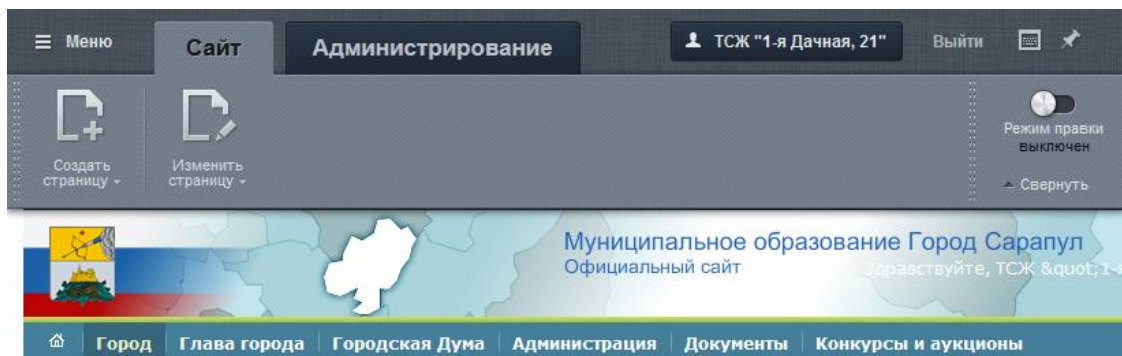 Меню
Сайт
Администрирование
ТСЖ "1-я Дачная, 21"
Выйти
Создать
страницу
Изменить
страницу
Режим правки
выключен
Свернуть
Муниципальное образование Город Сарапул
Официальный сайт
Здравствуйте, ТСЖ &quot;1-я
Город
Глава города
Городская Дума
Администрация
Документы
Конкурсы и аукционы